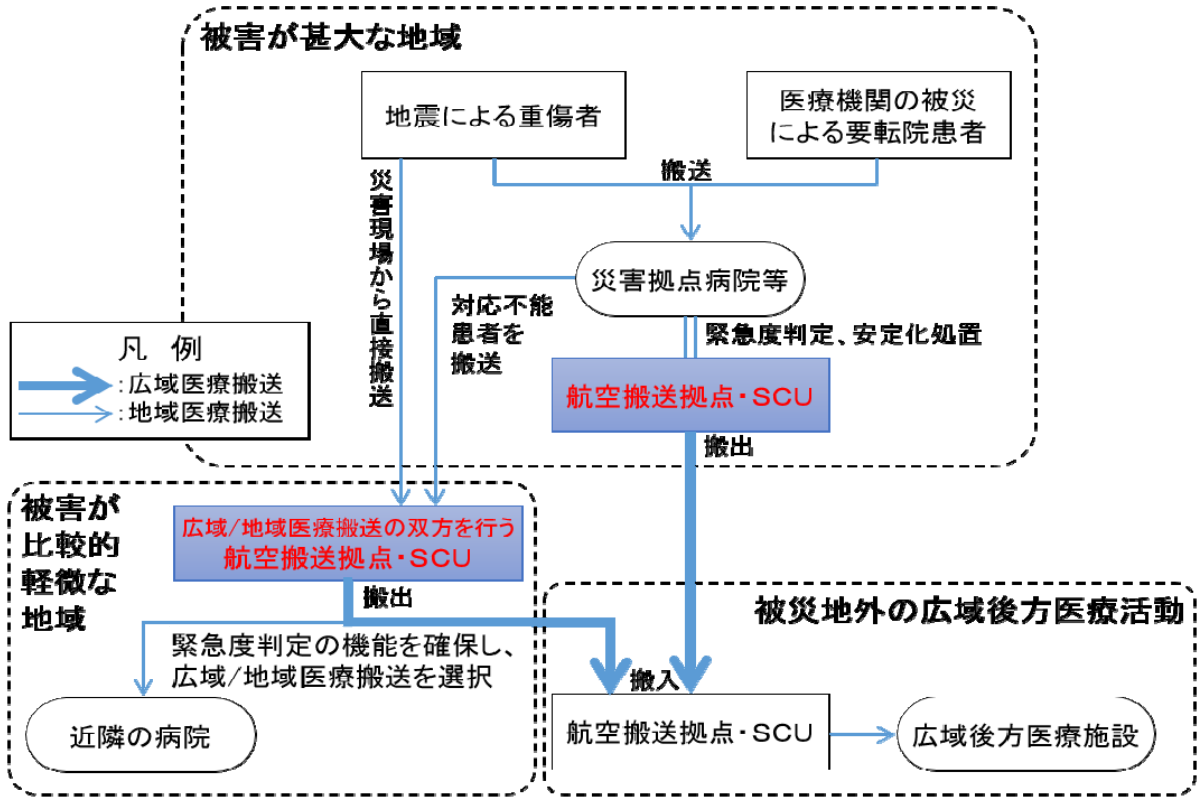 被害が甚大な地域
地震による重傷者
医療機関の被災
による要転院患者
搬送
災害現場から直接搬送
災害拠点病院等
対応不能
患者を
搬送
緊急度判定、安定化処置
航空搬送拠点・SCU
搬出
凡 例
:広域医療搬送
:地域医療搬送
被害が
比較的
軽微な
地域
広域/地域医療搬送の双方を行う
航空搬送拠点・SCU
搬出
緊急度判定の機能を確保し、
広域/地域医療搬送を選択
近隣の病院
被災地外の広域後方医療活動
搬入
航空搬送拠点・SCU
広域後方医療施設